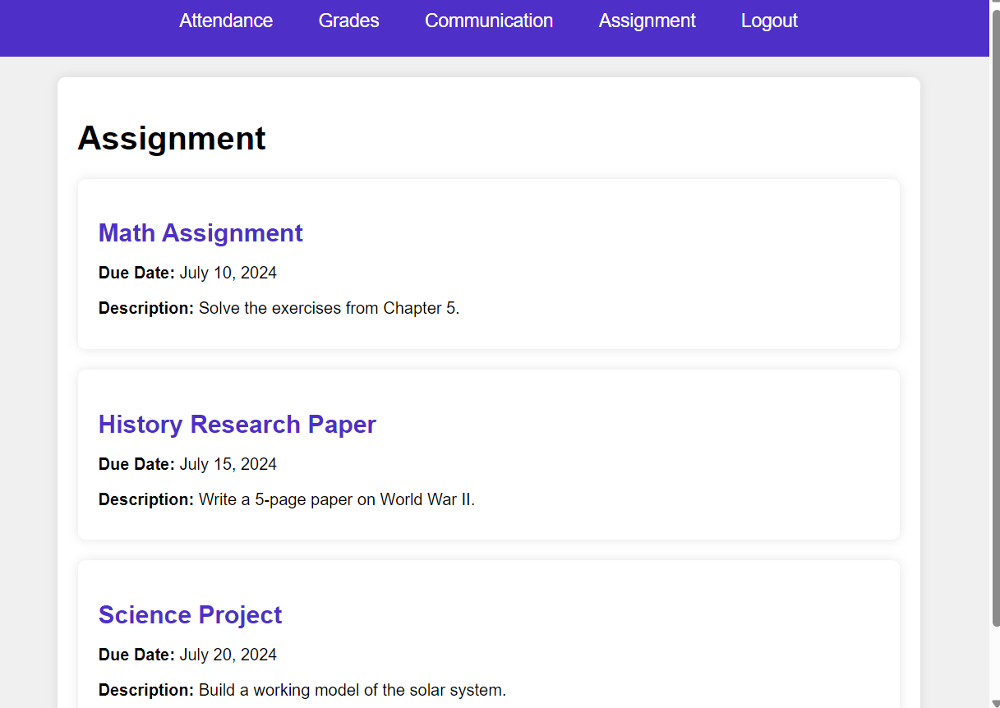 Attendance Grades Communication Assignment Logout
Assignment
Math Assignment
Due Date: July 10, 2024
Description: Solve the exercises from Chapter 5.
History Research Paper
Due Date: July 15, 2024
Description: Write a 5-page paper on World War II.
Science Project
Due Date: July 20, 2024
Description: Build a working model of the solar system.